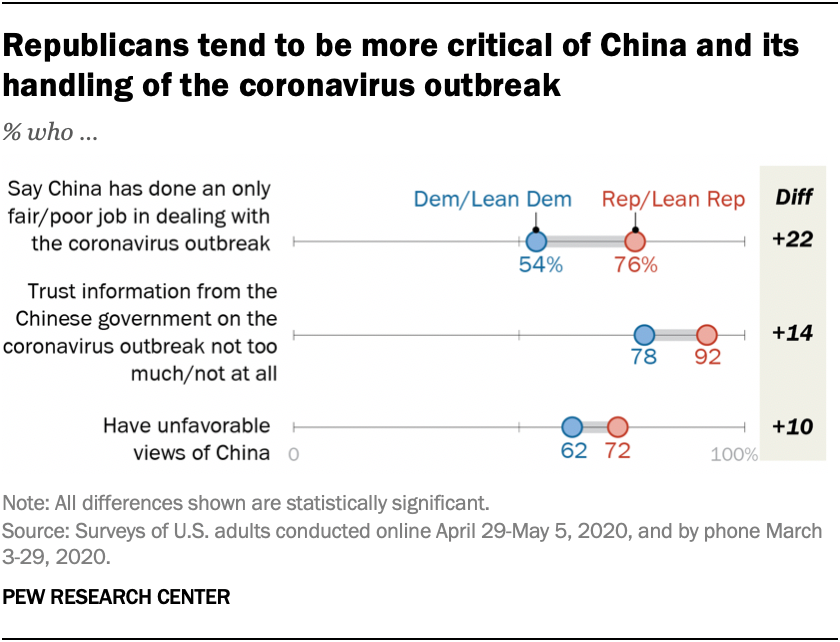 Republicans tend to be more critical of China and its
handling of the coronavirus outbreak
% who ...
Say China has done an only
fair/poor job in dealing with
the coronavirus outbreak
Dem/Lean Dem
Rep/Lean Rep
Diff
54%
76%
+22
Trust information from the
Chinese government on the
coronavirus outbreak not too
much/not at all
78
92
+14
Have unfavorable
views of China
0
62
72
100%
+10
Note: All differences shown are statistically significant.
Source: Surveys of U.S. adults conducted online April 29-May 5, 2020, and by phone March
3-29, 2020.
PEW RESEARCH CENTER